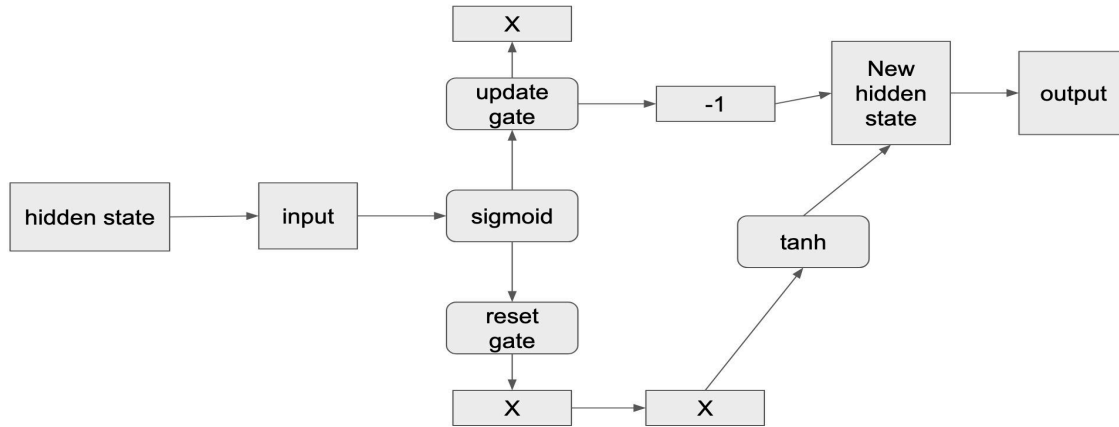 X
update
gate
-1
New
hidden
state
output
hidden state
input
sigmoid
tanh
reset
gate
X
X